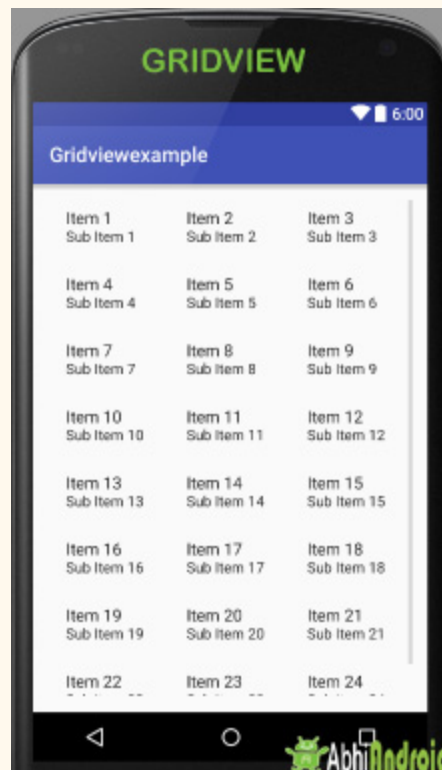 GRIDVIEW
6:00
Gridviewexample
Item 1 Item 2 Item 3
Sub Item 1 Sub Item 2 Sub Item 3
Item 4 Item 5 Item 6
Sub Item 4 Sub Item 5 Sub Item 6
Item 7 Item 8 Item 9
Sub Item 7 Sub Item 8 Sub Item 9
Item 10 Item 11 Item 12
Sub Item 10 Sub Item 11 Sub Item 12
Item 13 Item 14 Item 15
Sub Item 13 Sub Item 14 Sub Item 15
Item 16 Item 17 Item 18
Sub Item 16 Sub Item 17 Sub Item 18
Item 19 Item 20 Item 21
Sub Item 19 Sub Item 20 Sub Item 21
Item 22 Item 23 Item 24
AbhiAndroid